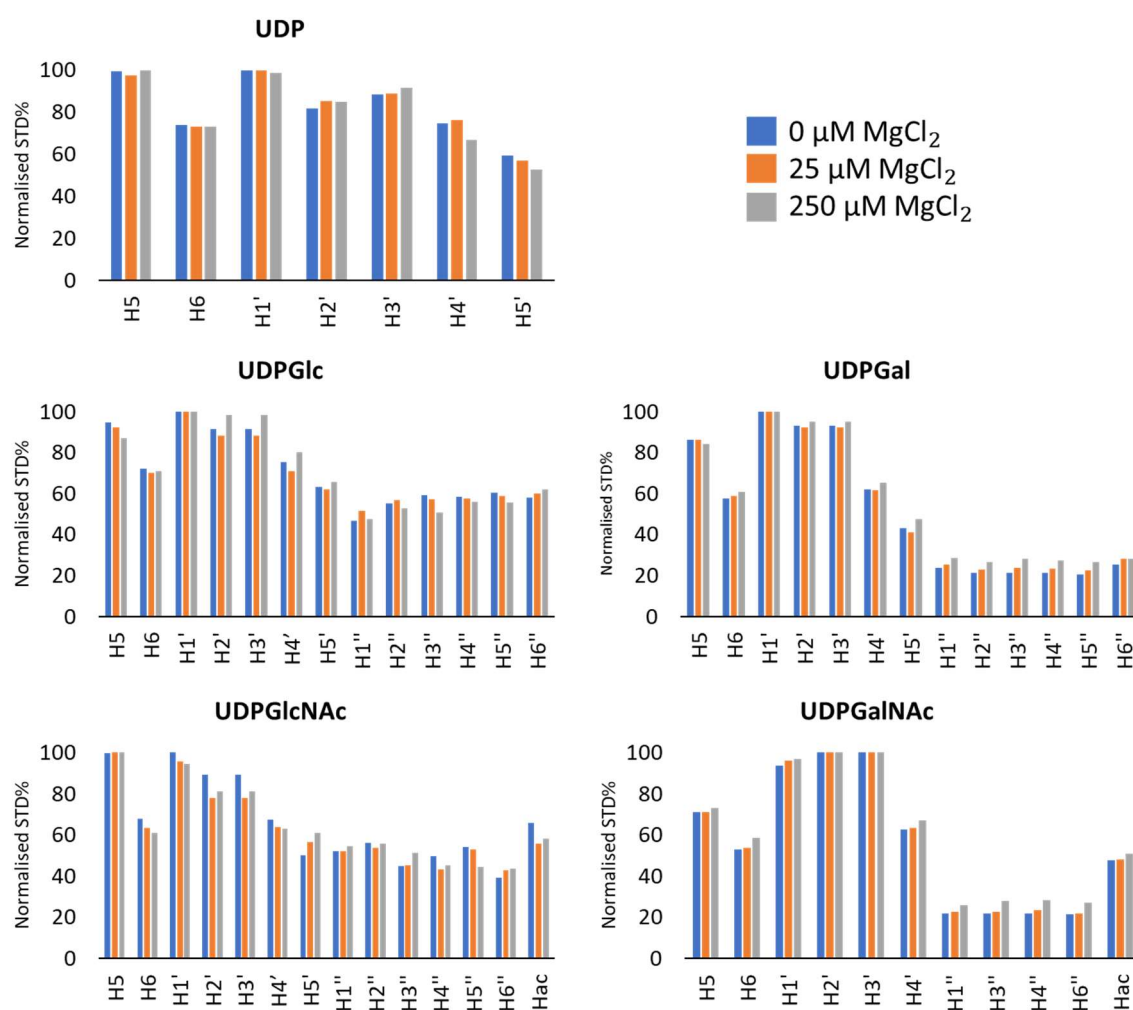 UDP
Normalised STD%
100
80
60
40
20
0
H5 H6 H1' H2' H3' H4' H5'
0 µM MgCl₂
25 µM MgCl₂
250 µM MgCl₂
UDPGlc
Normalised STD%
100
80
60
40
20
0
H5 H6 H1' H2' H3' H4’ H5' H1'' H2'' H3'' H4'' H5'' H6''
UDPGal
Normalised STD%
100
80
60
40
20
0
H5 H6 H1' H2' H3' H4' H5' H1'' H2'' H3'' H4'' H5'' H6''
UDPGlcNAc
Normalised STD%
100
80
60
40
20
0
H5 H6 H1' H2' H3' H4’ H5' H1'' H2'' H3'' H4'' H5'' H6'' Hac
UDPGalNAc
Normalised STD%
100
80
60
40
20
0
H5 H6 H1' H2' H3' H4' H1'' H3'' H4'' H6'' Hac